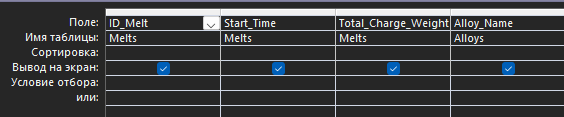 Поле: ID_Melt Start_Time Total_Charge_Weight Alloy_Name
Имя таблицы: Melts Melts Melts Alloys
Сортировка:
Вывод на экран:
Условие отбора:
или: